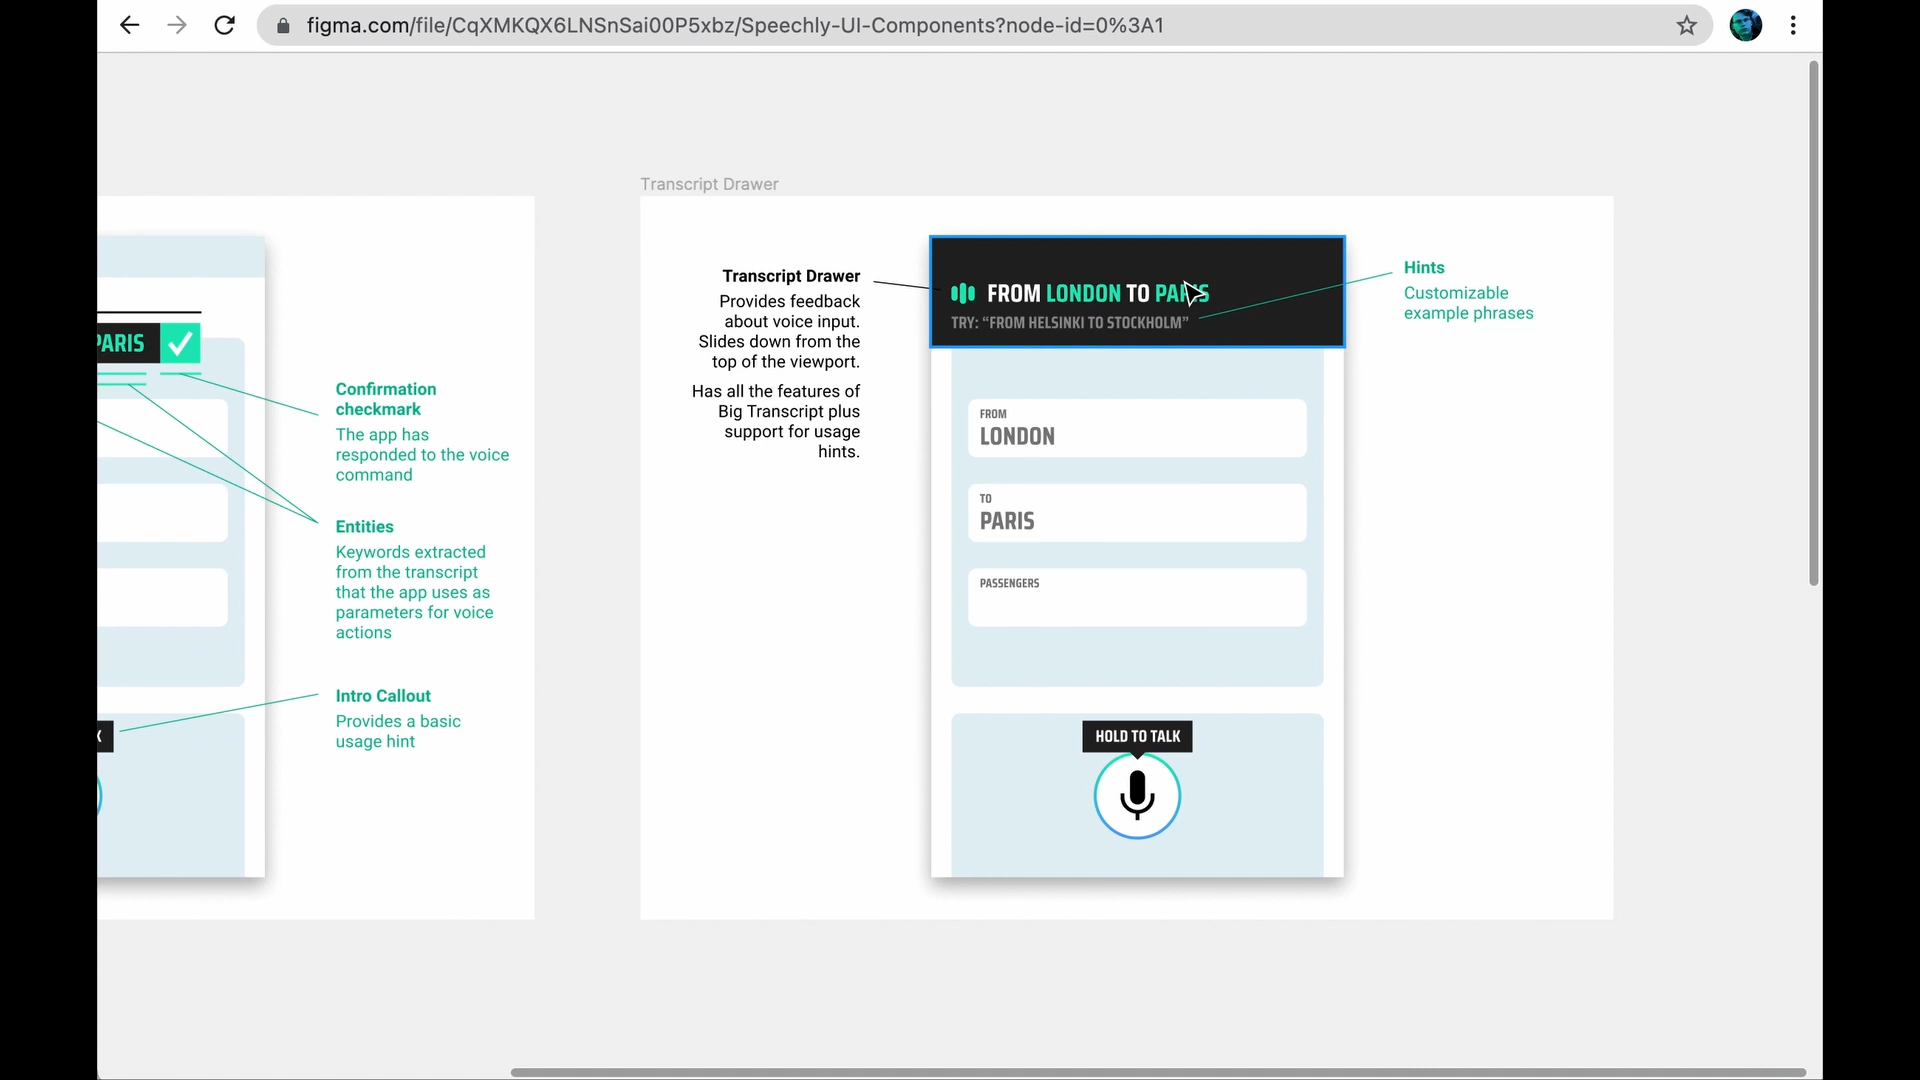 figma.com/file/CqXMKQX6LNSnSai00P5xbz/Speechly-UI-Components?node-id=0%3A1
PARIS
Confirmation
checkmark
The app has
responded to the voice
command
Entities
Keywords extracted
from the transcript
that the app uses as
parameters for voice
actions
Intro Callout
Provides a basic
usage hint
Transcript Drawer
Transcript Drawer
Provides feedback
about voice input.
Slides down from the
top of the viewport.
Has all the features of
Big Transcript plus
support for usage
hints.
FROM LONDON TO PARIS
TRY: “FROM HELSINKI TO STOCKHOLM”
FROM
LONDON
TO
PARIS
PASSENGERS
HOLD TO TALK
Hints
Customizable
example phrases